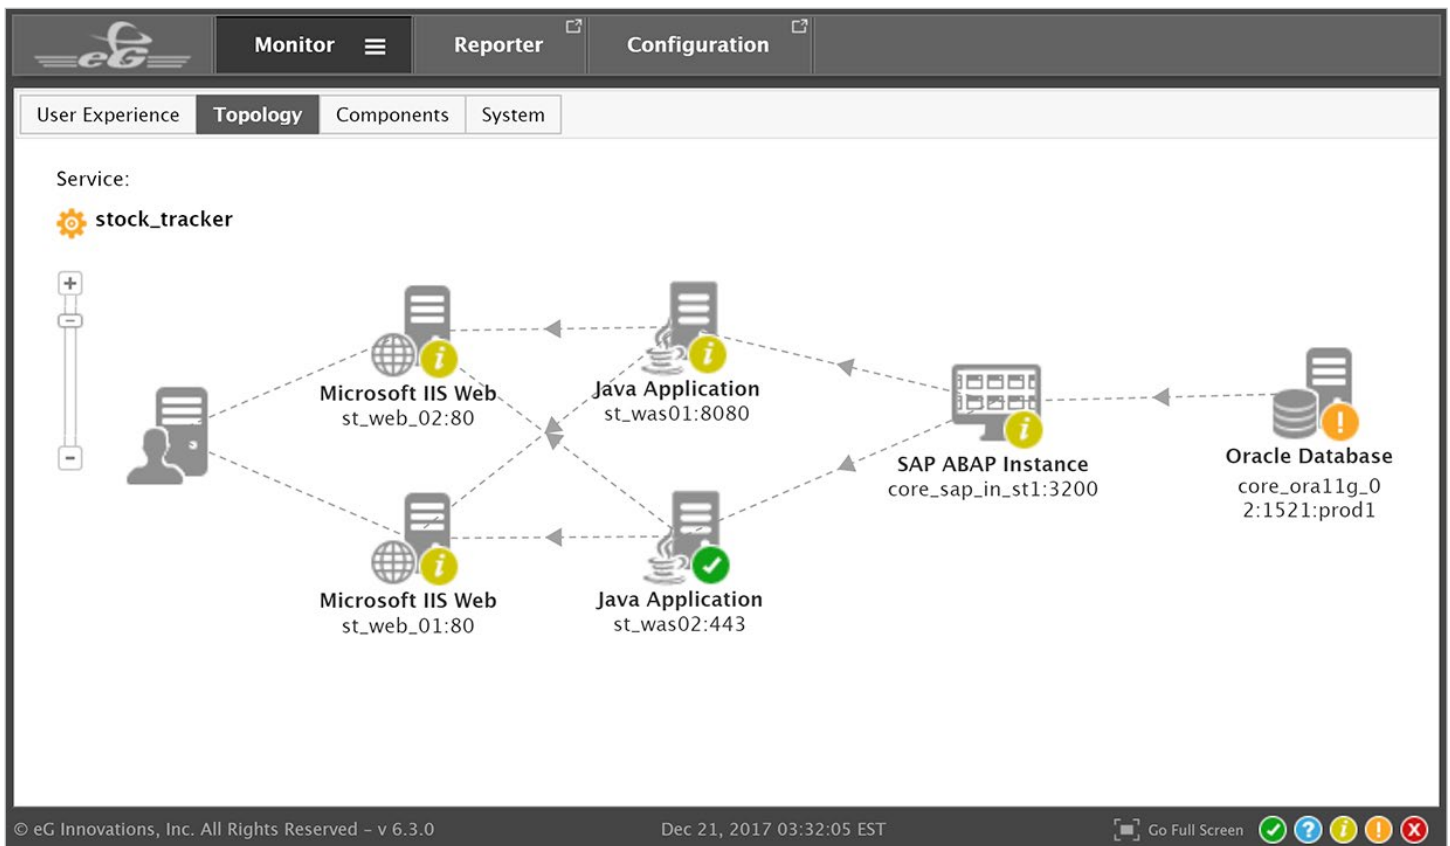 eG
Monitor
Reporter
Configuration
User Experience
Topology
Components
System
Service:
stock_tracker
+
-
Microsoft IIS Web
st_web_02:80
Java Application
st_was01:8080
SAP ABAP Instance
core_sap_in_st1:3200
Oracle Database
core_ora11g_0
2:1521:prod1
Microsoft IIS Web
st_web_01:80
Java Application
st_was02:443
© eG Innovations, Inc. All Rights Reserved – v 6.3.0
Dec 21, 2017 03:32:05 EST
Go Full Screen